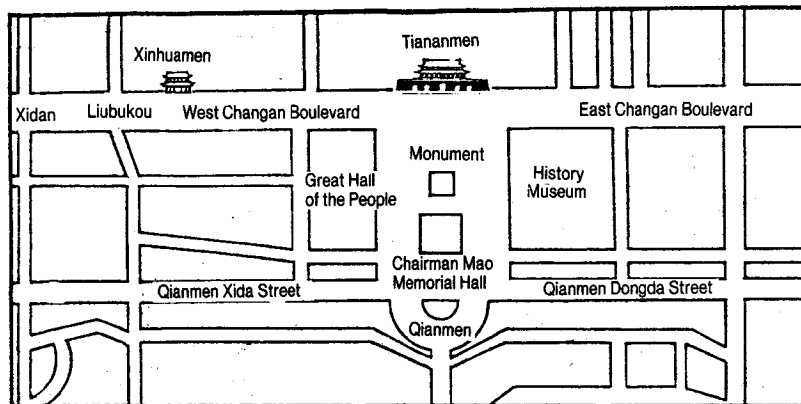 Xinhuamen
Tiananmen
Xidan
Liubukou
West Changan Boulevard
East Changan Boulevard
Monument
Great Hall
of the People
History
Museum
Chairman Mao
Memorial Hall
Qianmen Xida Street
Qianmen Dongda Street
Qianmen